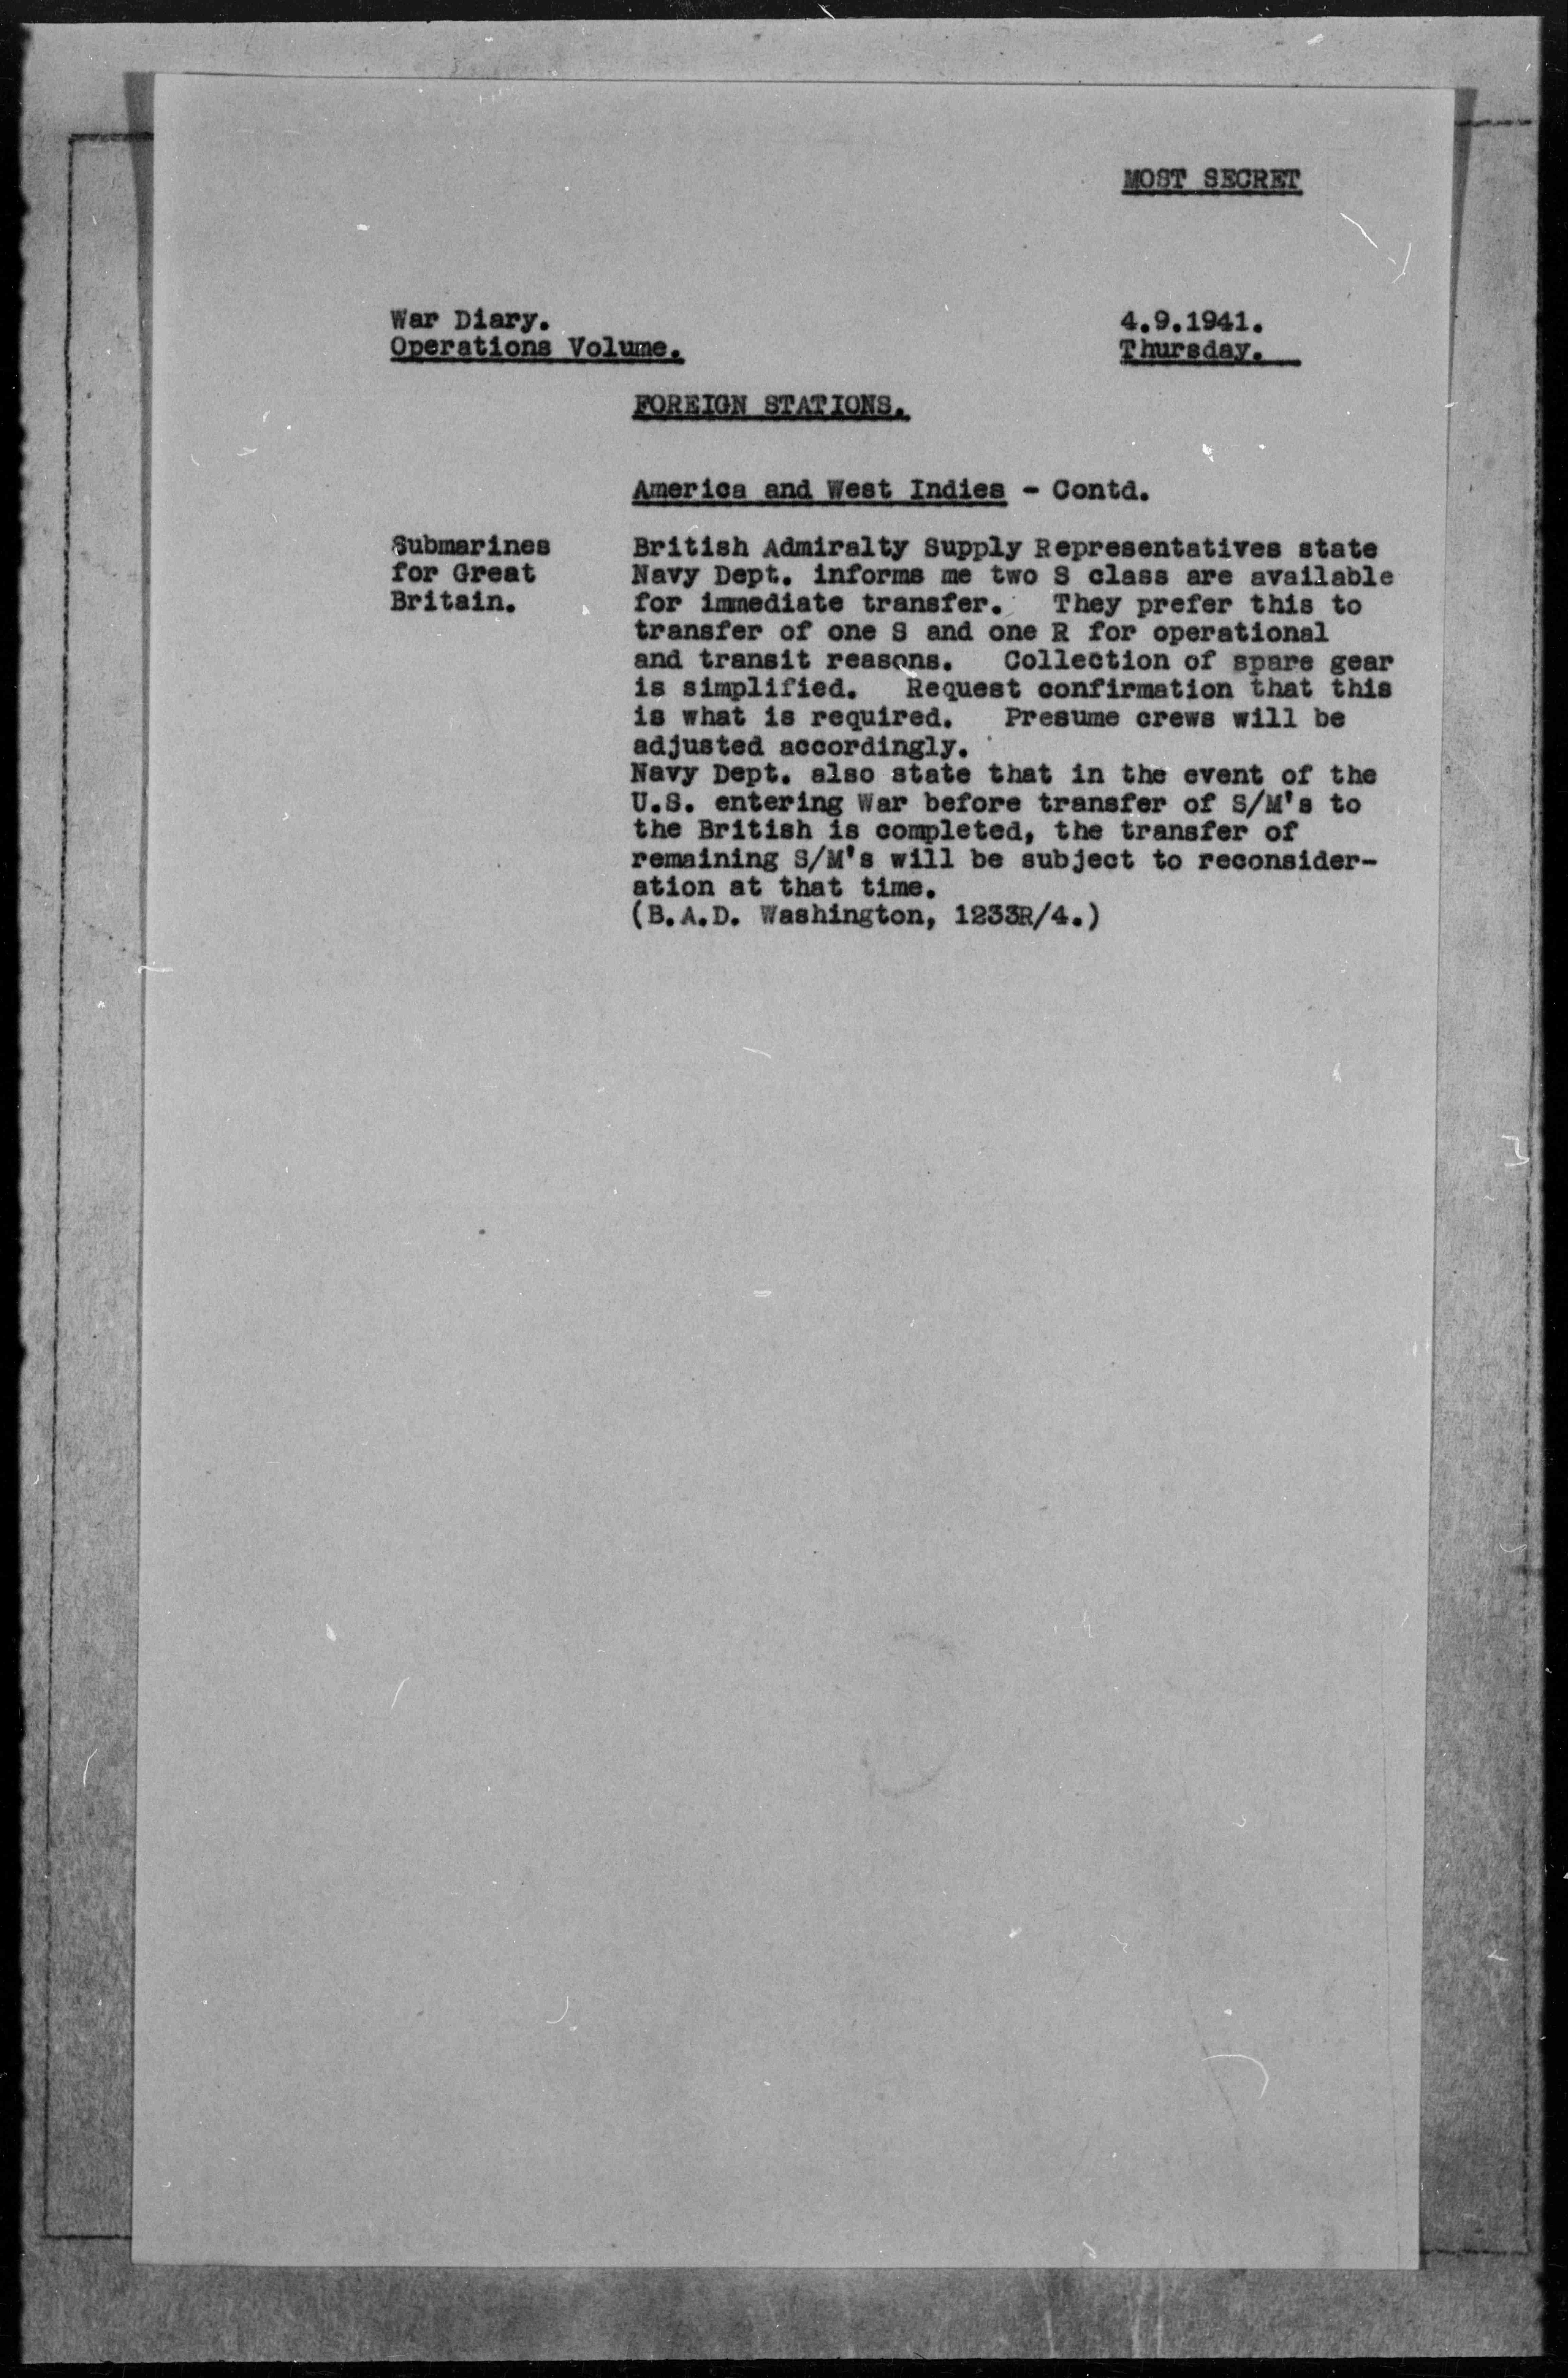 MOST SECRET
War Diary.
Operations Volume.
4.9.1941.
Thursday.
FOREIGN STATIONS.
America and West Indies - Contd.
Submarines
for Great
Britain.
British Admiralty Supply Representatives state
Navy Dept. informs me two S class are available
for immediate transfer. They prefer this to
transfer of one S and one R for operational
and transit reasons. Collection of spare gear
is simplified. Request confirmation that this
is what is required. Presume crews will be
adjusted accordingly.
Navy Dept. also state that in the event of the
U.S. entering War before transfer of S/M's to
the British is completed, the transfer of
remaining S/M's will be subject to reconsider-
ation at that time.
(B.A.D. Washington, 1233R/4.)